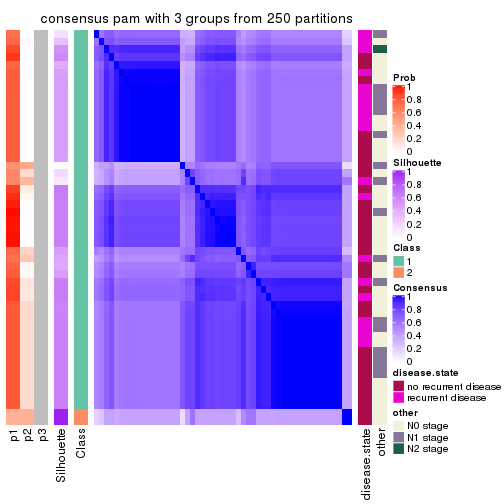 consensus pam with 3 groups from 250 partitions
Prob
1
0.8
0.6
0.4
0.2
0
Silhouette
1
0.8
0.6
0.4
0.2
0
Class
1
2
Consensus
1
0.8
0.6
0.4
0.2
0
disease.state
no recurrent disease
recurrent disease
other
N0 stage
N1 stage
N2 stage
p1
p2
p3
Silhouette
Class
disease.state
other